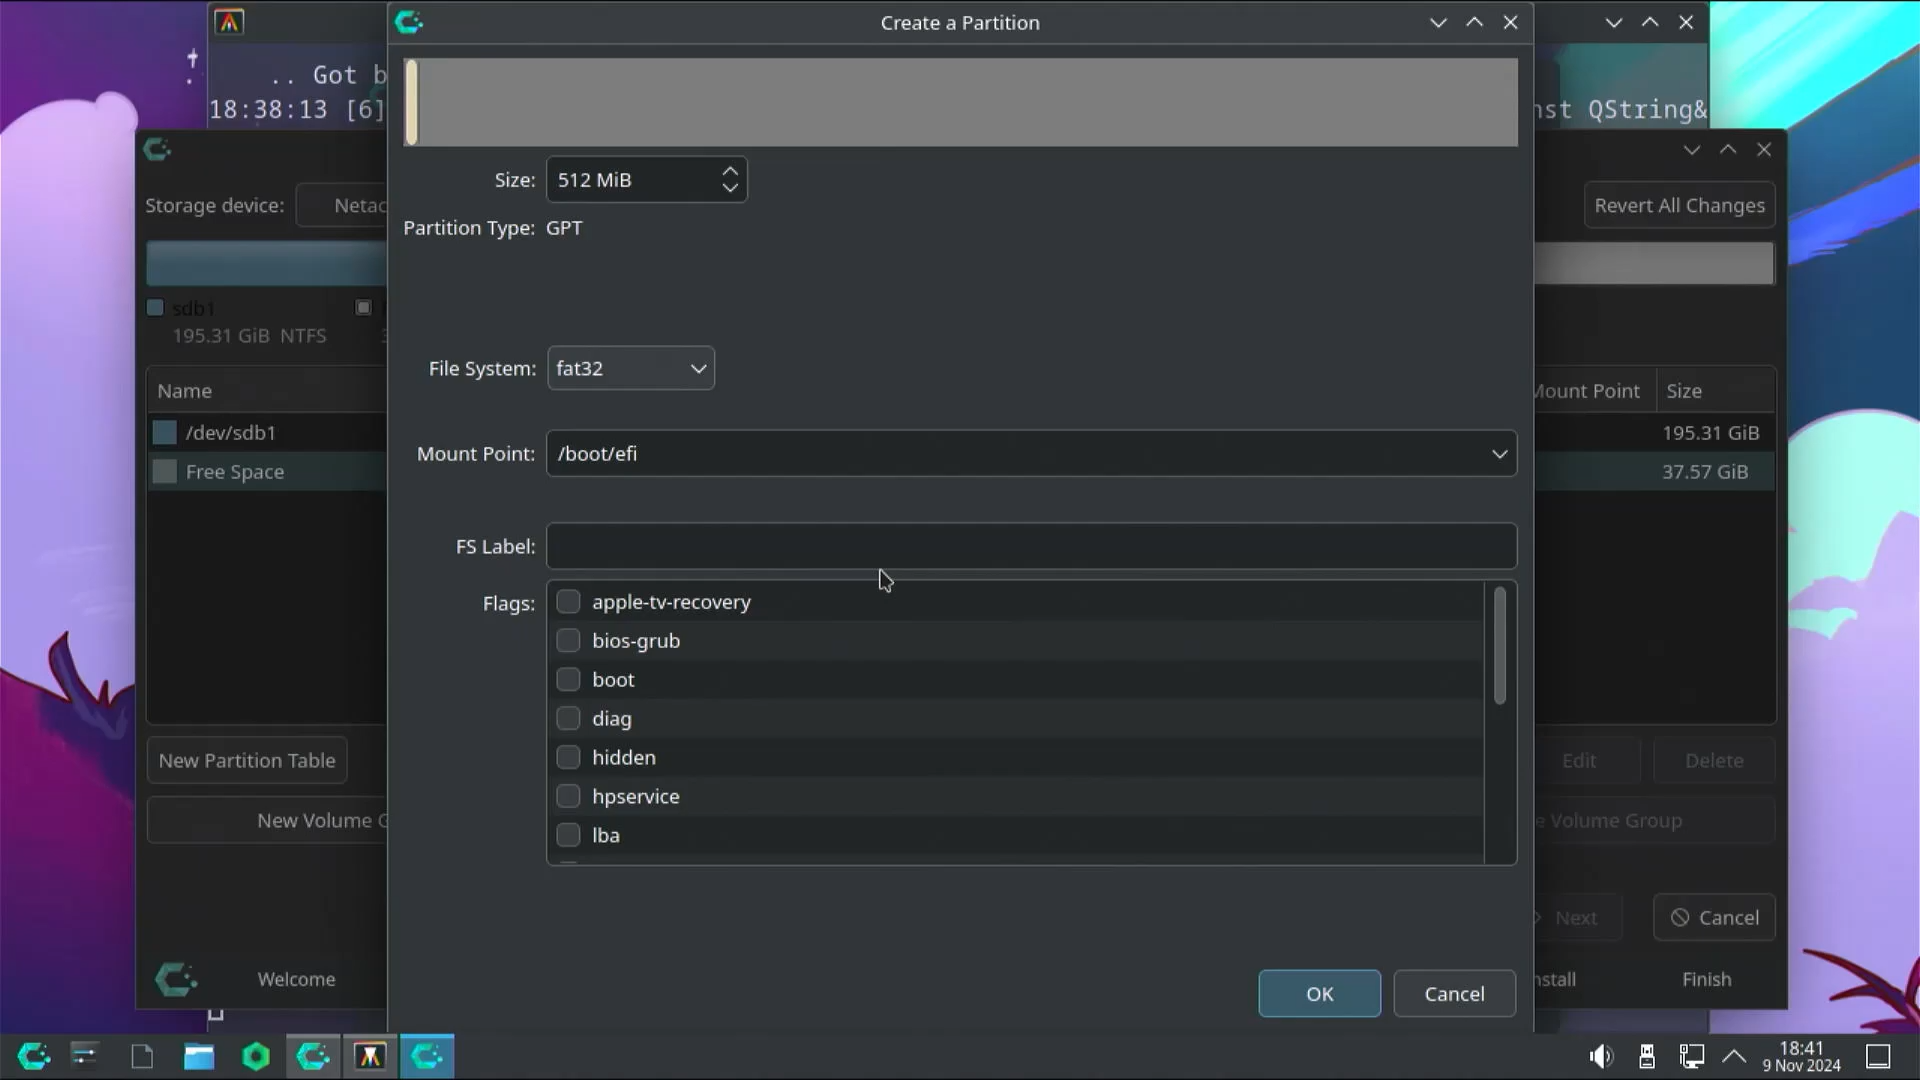 Create a Partition
.. Got b
18:38:13 [6]
nst QString&
Size: 512 MiB
Partition Type: GPT
Storage device: Netac
Revert All Changes
sdb1
195.31 GiB NTFS
File System: fat32
Name
Mount Point Size
/dev/sdb1
195.31 GiB
Free Space
37.57 GiB
Mount Point: /boot/efi
FS Label:
Flags:
apple-tv-recovery
bios-grub
boot
diag
hidden
hpservice
lba
New Partition Table
Edit
Delete
New Volume G
e Volume Group
Next
Cancel
Welcome
nstall
Finish
OK
Cancel
18:41
9 Nov 2024